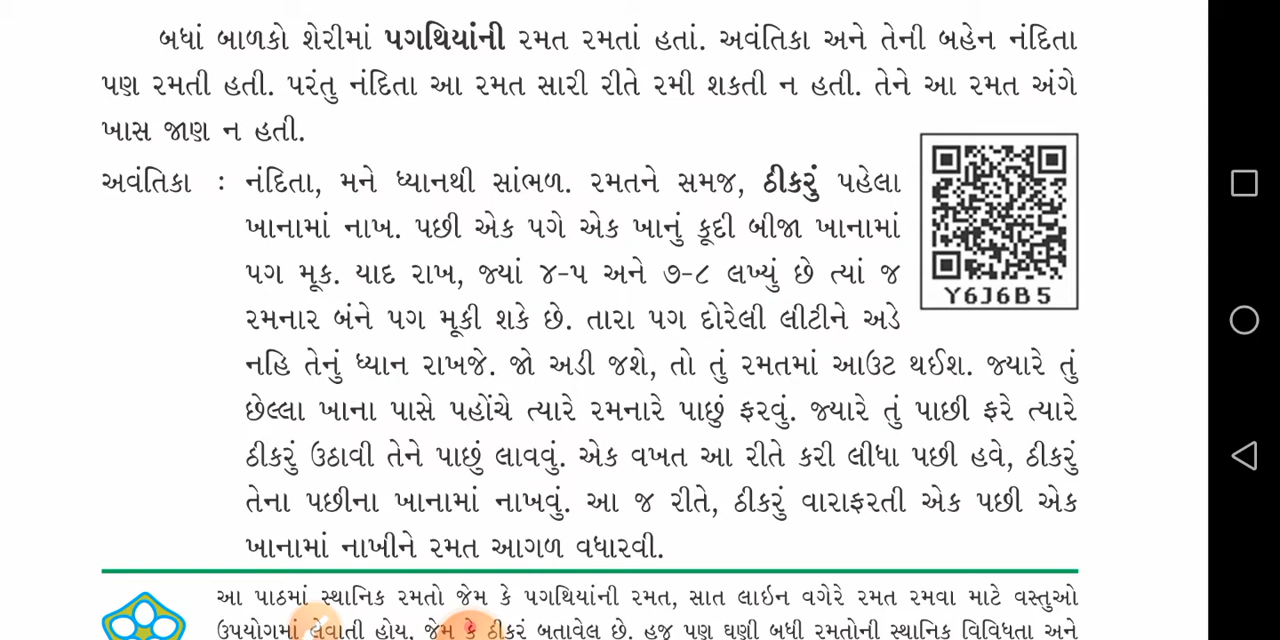 બધાં બાળકો શેરીમાં પગથિયાંની રમત રમતાં હતાં. અવંતિકા અને તેની બહેન નંદિતા
પણ રમતી હતી. પરંતુ નંદિતા આ રમત સારી રીતે રમી શકતી ન હતી. તેને આ રમત અંગે
ખાસ જાણ ન હતી.
અવંતિકા : નંદિતા, મને ધ્યાનથી સાંભળ. રમતને સમજ, ઠીકરું પહેલા
ખાનામાં નાખ. પછી એક પગે એક ખાનું કૂદી બીજા ખાનામાં
પગ મૂક. યાદ રાખ, જ્યાં ૪-૫ અને ૭-૮ લખ્યું છે ત્યાં જ
રમનાર બંને પગ મૂકી શકે છે. તારા પગ દોરેલી લીટીને અડે
Y6J6B5
નહિ તેનું ધ્યાન રાખજે. જો અડી જશે, તો તું રમતમાં આઉટ થઈશ. જ્યારે તું
છેલ્લા ખાના પાસે પહોંચે ત્યારે રમનારે પાછું ફરવું. જ્યારે તું પાછી ફરે ત્યારે
ઠીકરું ઉઠાવી તેને પાછું લાવવું. એક વખત આ રીતે કરી લીધા પછી હવે, ઠીકરું
તેના પછીના ખાનામાં નાખવું. આ જ રીતે, ઠીકરું વારાફરતી એક પછી એક
ખાનામાં નાખીને રમત આગળ વધારવી.
આ પાઠમાં સ્થાનિક રમતો જેમ કે પગથિયાંની રમત, સાત લાઇન વગેરે રમત રમવા માટે વસ્તુઓ
ઉપયોગમાં લેવાતી હોય, જેમ કે ઠીકરું બતાવેલ છે. હજુ પણ ઘણી બધી રમતોની સ્થાનિક વિવિધતા અને